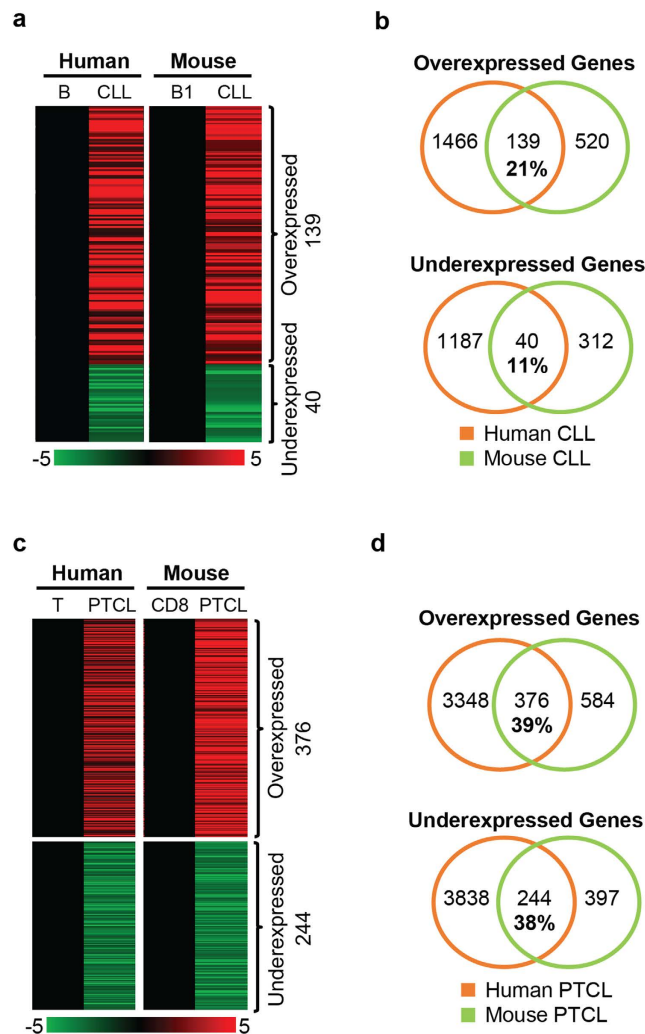 a
Human Mouse
B CLL B1 CLL
Overexpressed
139
Underexpressed
40
-5 5
b
Overexpressed Genes
1466 139 520
21%
Underexpressed Genes
1187 40 312
11%
Human CLL
Mouse CLL
c
Human Mouse
T PTCL CD8 PTCL
Overexpressed
376
Underexpressed
244
-5 5
d
Overexpressed Genes
3348 376 584
39%
Underexpressed Genes
3838 244 397
38%
Human PTCL
Mouse PTCL